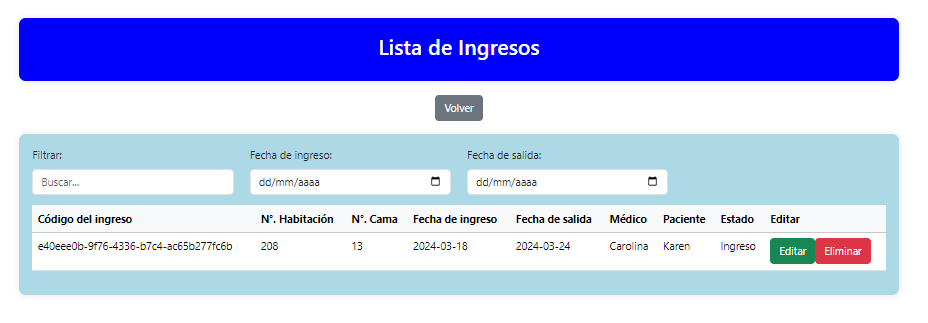 Lista de Ingresos
Volver
Filtrar: Fecha de ingreso: Fecha de salida:
Buscar... dd/mm/aaaa dd/mm/aaaa
Código del ingreso N°. Habitación N°. Cama Fecha de ingreso Fecha de salida Médico Paciente Estado Editar
e40eee0b-9f76-4336-b7c4-ac65b277fc6b 208 13 2024-03-18 2024-03-24 Carolina Karen Ingreso Editar Eliminar